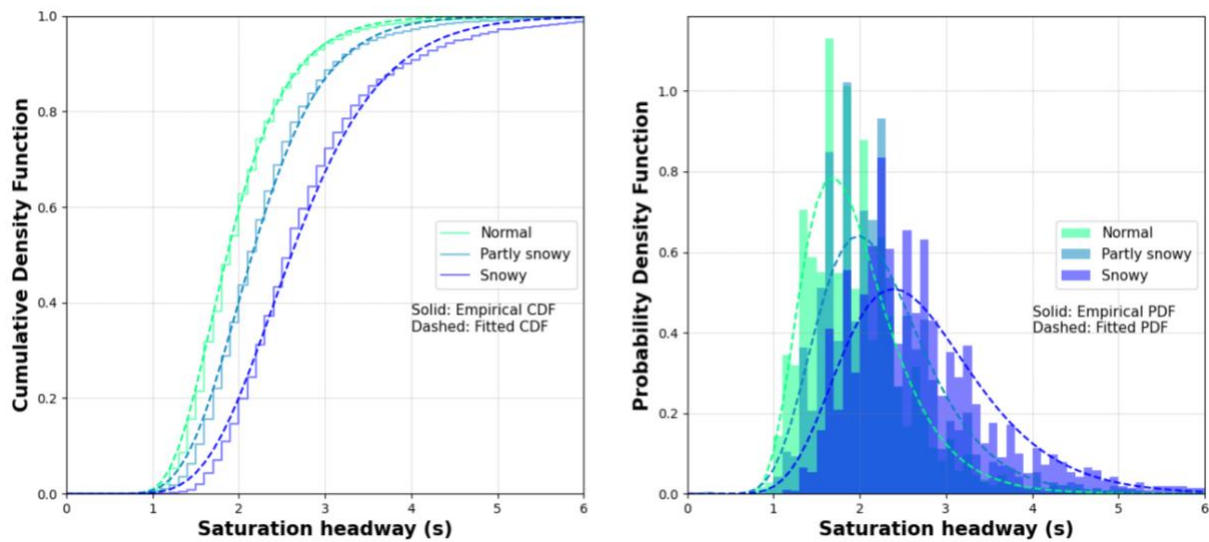 Cumulative Density Function
1.0
0.8
0.6
0.4
0.2
0.0
Normal
Partly snowy
Snowy
Solid: Empirical CDF
Dashed: Fitted CDF
0 1 2 3 4 5 6
Saturation headway (s)
Probability Density Function
1.0
0.8
0.6
0.4
0.2
0.0
Normal
Partly snowy
Snowy
Solid: Empirical PDF
Dashed: Fitted PDF
0 1 2 3 4 5 6
Saturation headway (s)